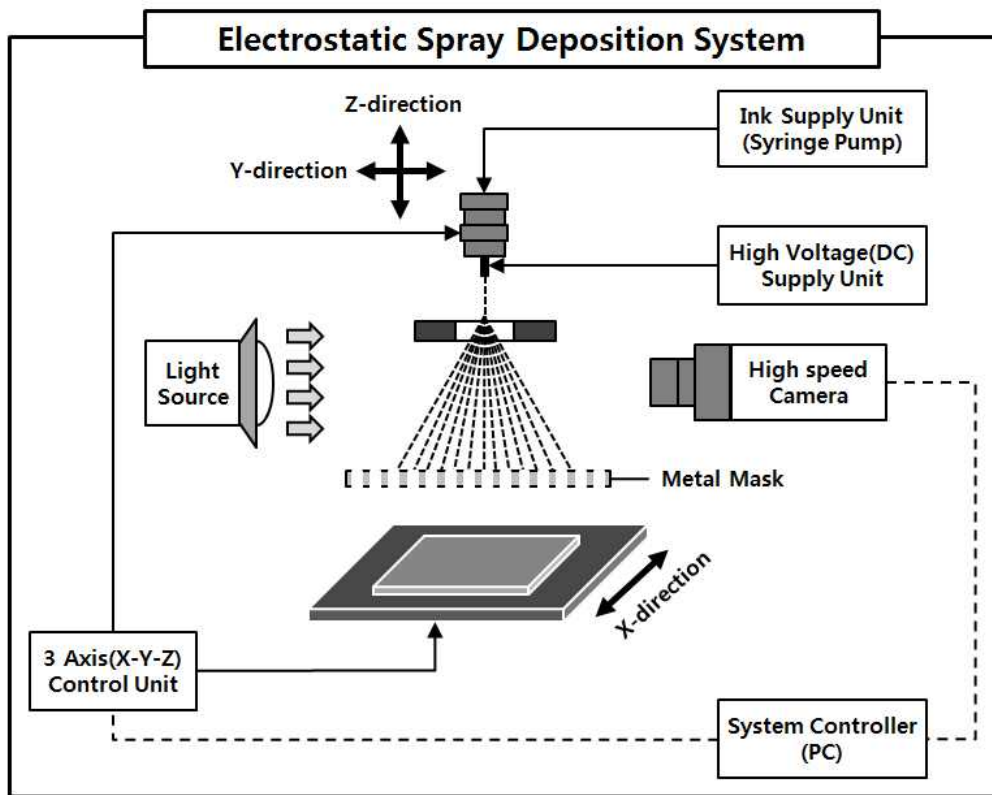 Electrostatic Spray Deposition System
Z-direction
Y-direction
Ink Supply Unit
(Syringe Pump)
High Voltage(DC)
Supply Unit
Light
Source
High speed
Camera
Metal Mask
X-direction
3 Axis(X-Y-Z)
Control Unit
System Controller
(PC)